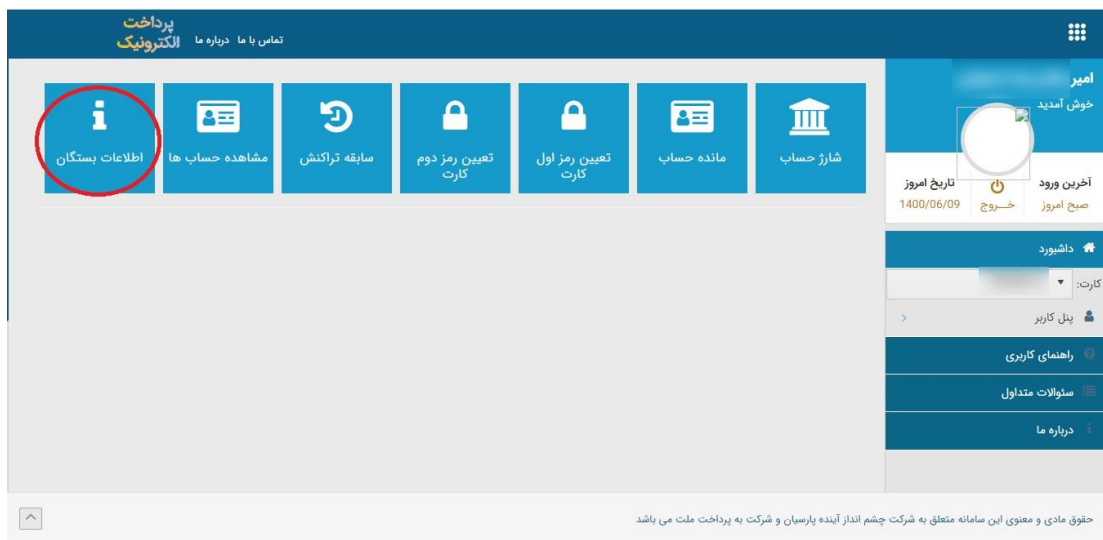 پرداخت
الکترونیک
تماس با ما
درباره ما
امیر
خوش آمدید
آخرین ورود
صبح امروز
خــروج
تاریخ امروز
1400/06/09
داشبورد
کارت:
پنل کاربر
راهنمای کاربری
سئوالات متداول
درباره ما
شارژ حساب
مانده حساب
تعیین رمز اول
کارت
تعیین رمز دوم
کارت
سابقه تراکنش
مشاهده حساب ها
اطلاعات بستگان
حقوق مادی و معنوی این سامانه متعلق به شرکت چشم انداز آینده پارسیان و شرکت به پرداخت ملت می باشد